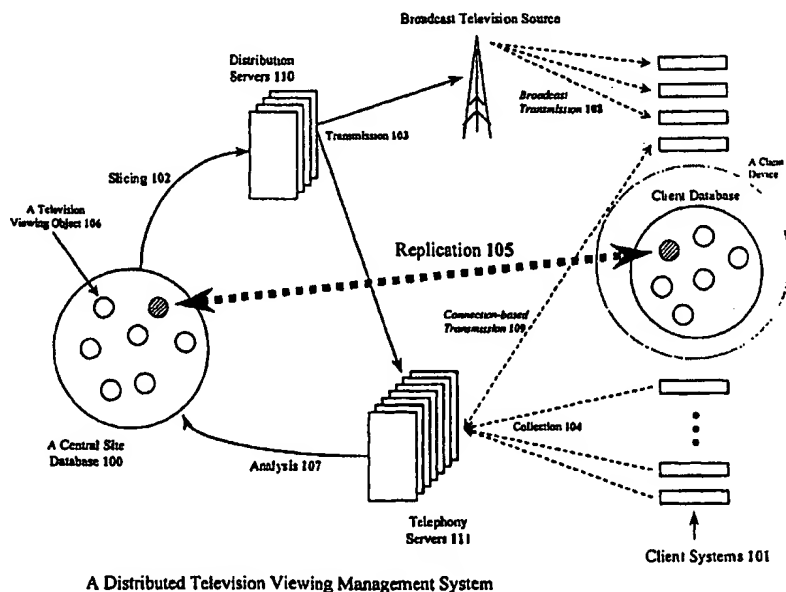 Broadcast Television Source
Distribution
Servers 110
Broadcast
Transmission 108
Transmission 103
A Client
Device
Slicing 102
Client Database
A Television
Viewing Object 106
Replication 105
Connection-based
Transmission 109
Collection 104
A Central Site
Database 100
Analysis 107
Telephony
Servers 111
Client Systems 101
A Distributed Television Viewing Management System